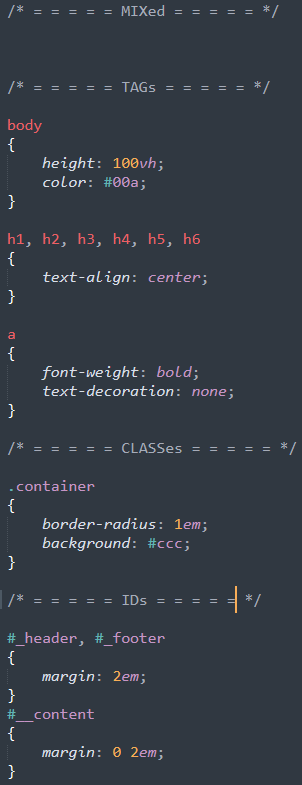 /* = = = = = MIXed = = = = = */
/* = = = = = TAGs = = = = = */
body
{
    height: 100vh;
    color: #00a;
}
h1, h2, h3, h4, h5, h6
{
    text-align: center;
}
a
{
    font-weight: bold;
    text-decoration: none;
}
/* = = = = = CLASSes = = = = = */
.container
{
    border-radius: 1em;
    background: #ccc;
}
/* = = = = = IDs = = = = = */
#_header, #_footer
{
    margin: 2em;
}
#__content
{
    margin: 0 2em;
}